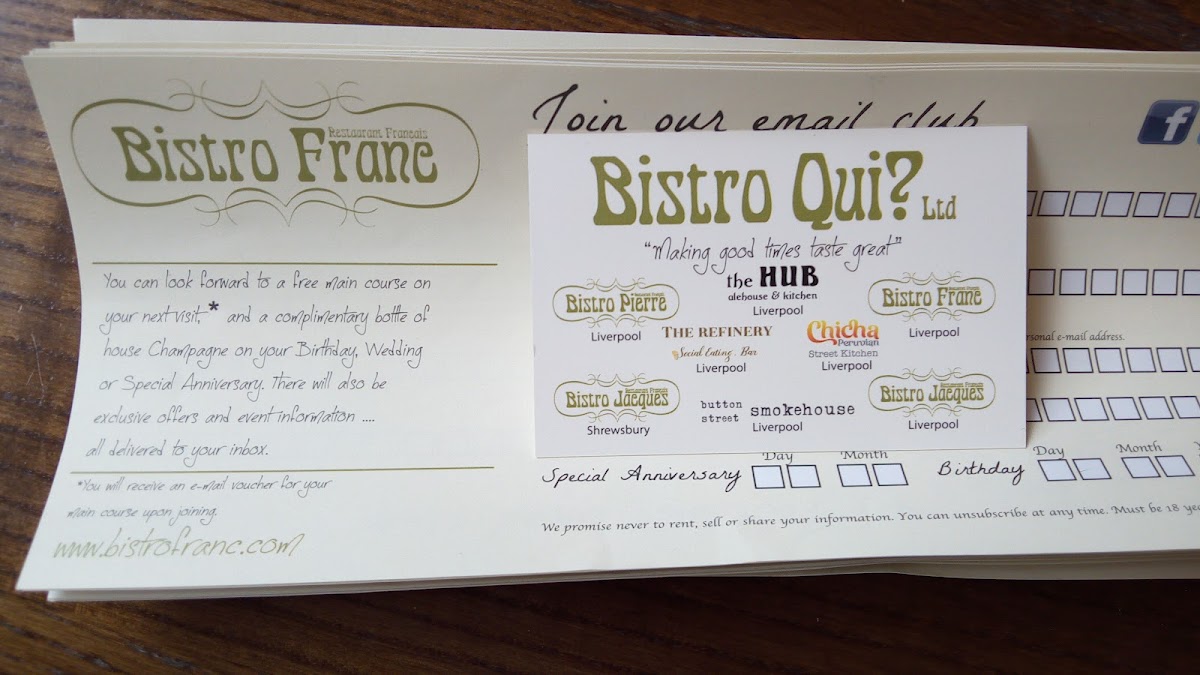 Restaurant Francais
Bistro Franc
You can look forward to a free main course on
your next visit,* and a complimentary bottle of
house Champagne on your Birthday, Wedding
or Special Anniversary. There will also be
exclusive offers and event information ....
all delivered to your inbox.
*You will receive an e-mail voucher for your
main course upon joining.
www.bistrofranc.com
Join our email club
f
Bistro Qui? Ltd
"Making good times taste great"
the HUB
alehouse & kitchen
Liverpool
Bistro Pierre
Liverpool
Bistro Franc
Liverpool
THE REFINERY
Social Eating . Bar
Liverpool
Chicha
Peruvian
Street Kitchen
Liverpool
Restaurant Francais
Bistro Jacques
Shrewsbury
button
street
smokehouse
Liverpool
Restaurant Francais
Bistro Jacques
Liverpool
personal e-mail address.
Special Anniversary Day Month Birthday Day Month
We promise never to rent, sell or share your information. You can unsubscribe at any time. Must be 18